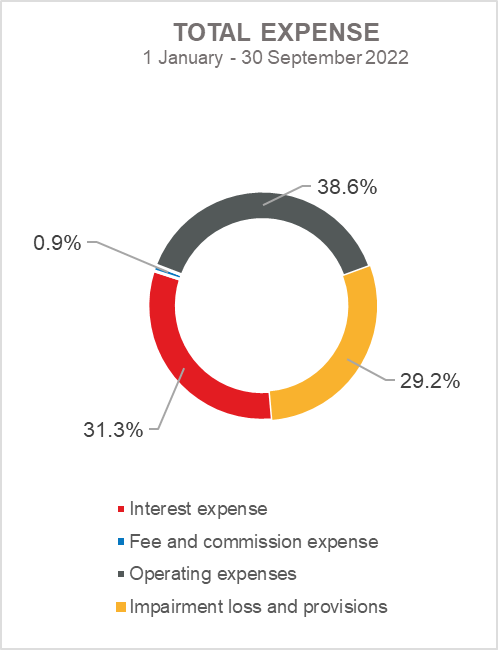 TOTAL EXPENSE
1 January - 30 September 2022
38.6%
0.9%
29.2%
31.3%
Interest expense
Fee and commission expense
Operating expenses
Impairment loss and provisions